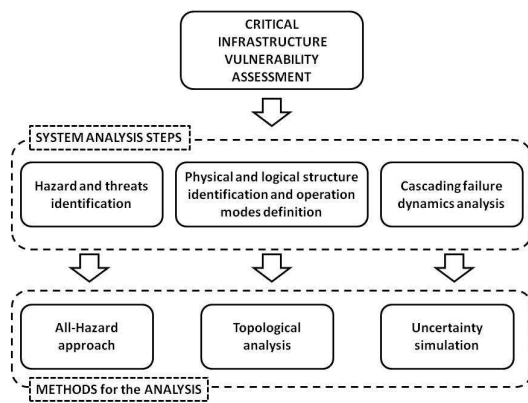 CRITICAL
INFRASTRUCTURE
VULNERABILITY
ASSESSMENT
SYSTEM ANALYSIS STEPS
Hazard and threats
identification
Physical and logical structure
identification and operation
modes definition
Cascading failure
dynamics analysis
All-Hazard
approach
Topological
analysis
Uncertainty
simulation
METHODS for the ANALYSIS